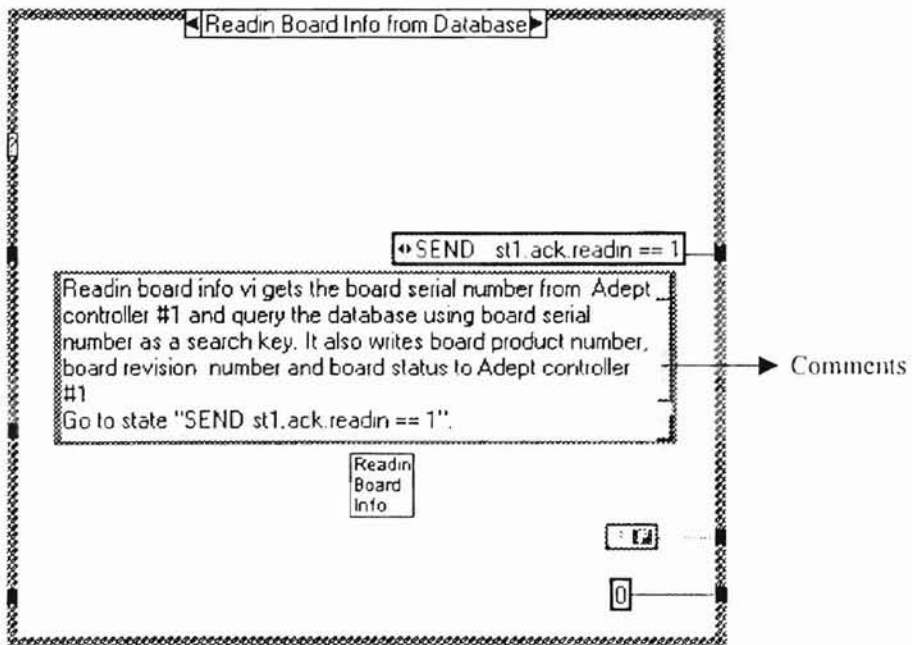 Readin Board Info from Database
SEND st1.ack.readin == 1
Readin board info vi gets the board serial number from Adept
controller #1 and query the database using board serial
number as a search key. It also writes board product number,
board revision number and board status to Adept controller
#1
Go to state "SEND st1.ack.readin == 1".
Comments
Readin
Board
Info
F
0